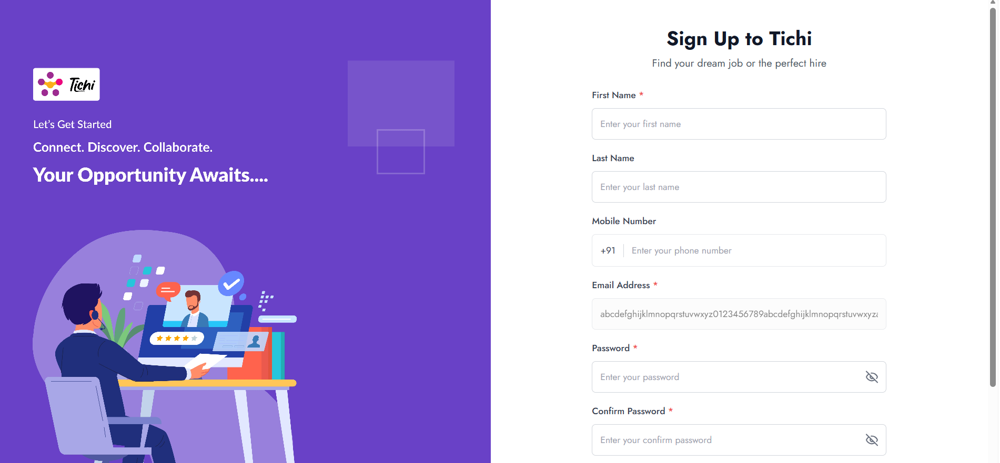 Tichi
Let's Get Started
Connect. Discover. Collaborate.
Your Opportunity Awaits....
Sign Up to Tichi
Find your dream job or the perfect hire
First Name *
Enter your first name
Last Name
Enter your last name
Mobile Number
+91 Enter your phone number
Email Address *
abcdefghijklmnopqrstuvwxyz0123456789abcdefghijklmnopqrstuvwxyza
Password *
Enter your password
Confirm Password *
Enter your confirm password